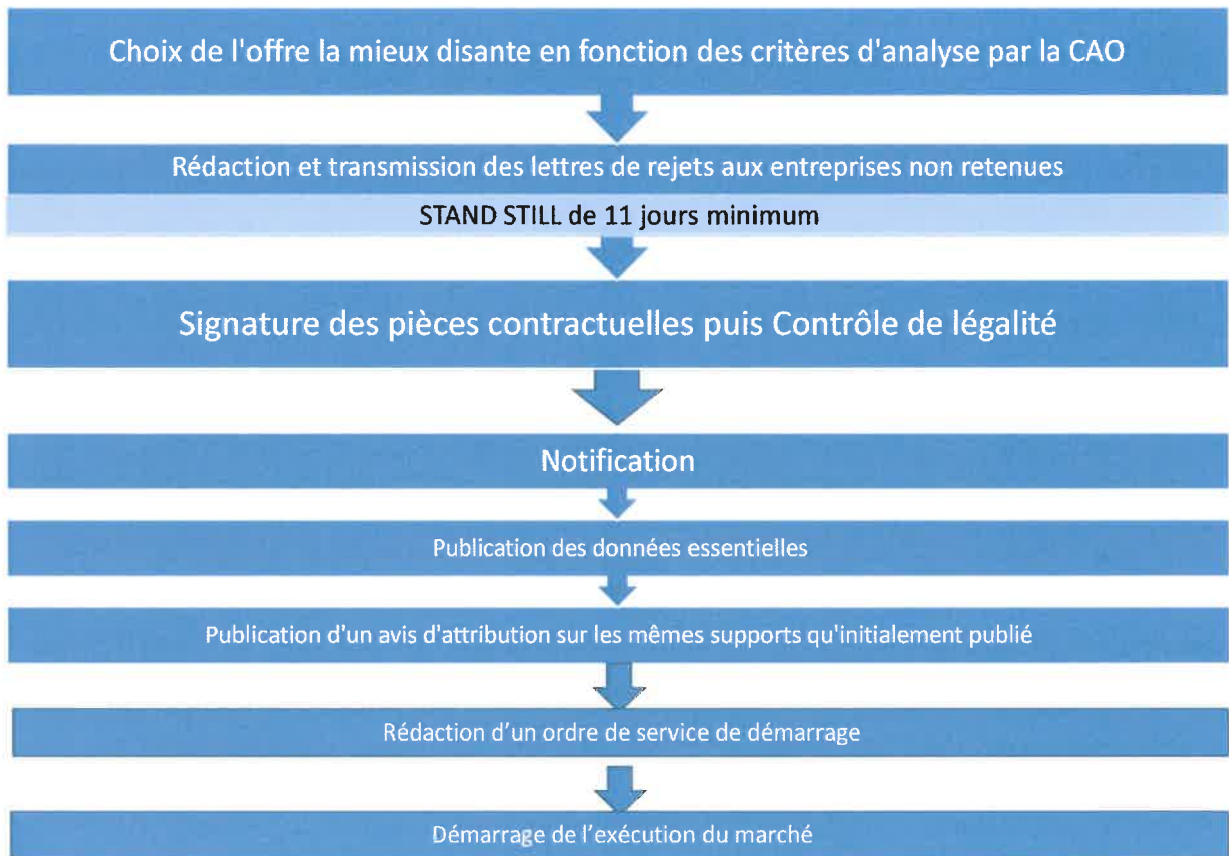 Choix de l'offre la mieux disante en fonction des critères d'analyse par la CAO
Rédaction et transmission des lettres de rejets aux entreprises non retenues
STAND STILL de 11 jours minimum
Signature des pièces contractuelles puis Contrôle de légalité
Notification
Publication des données essentielles
Publication d'un avis d'attribution sur les mêmes supports qu'initialement publié
Rédaction d'un ordre de service de démarrage
Démarrage de l'exécution du marché